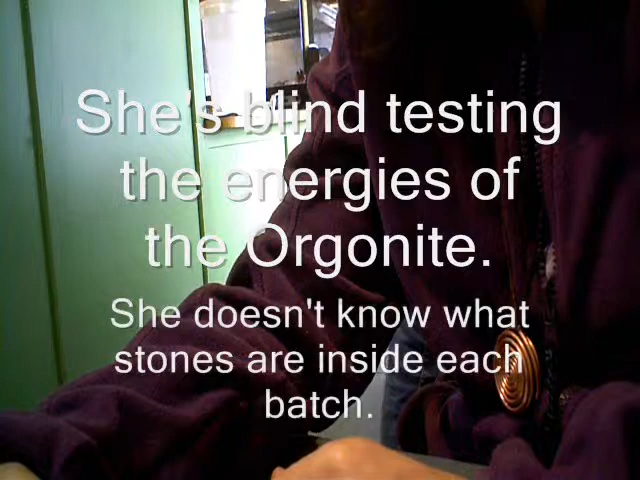 She's blind testing
the energies of
the Orgonite.
She doesn't know what
stones are inside each
batch.